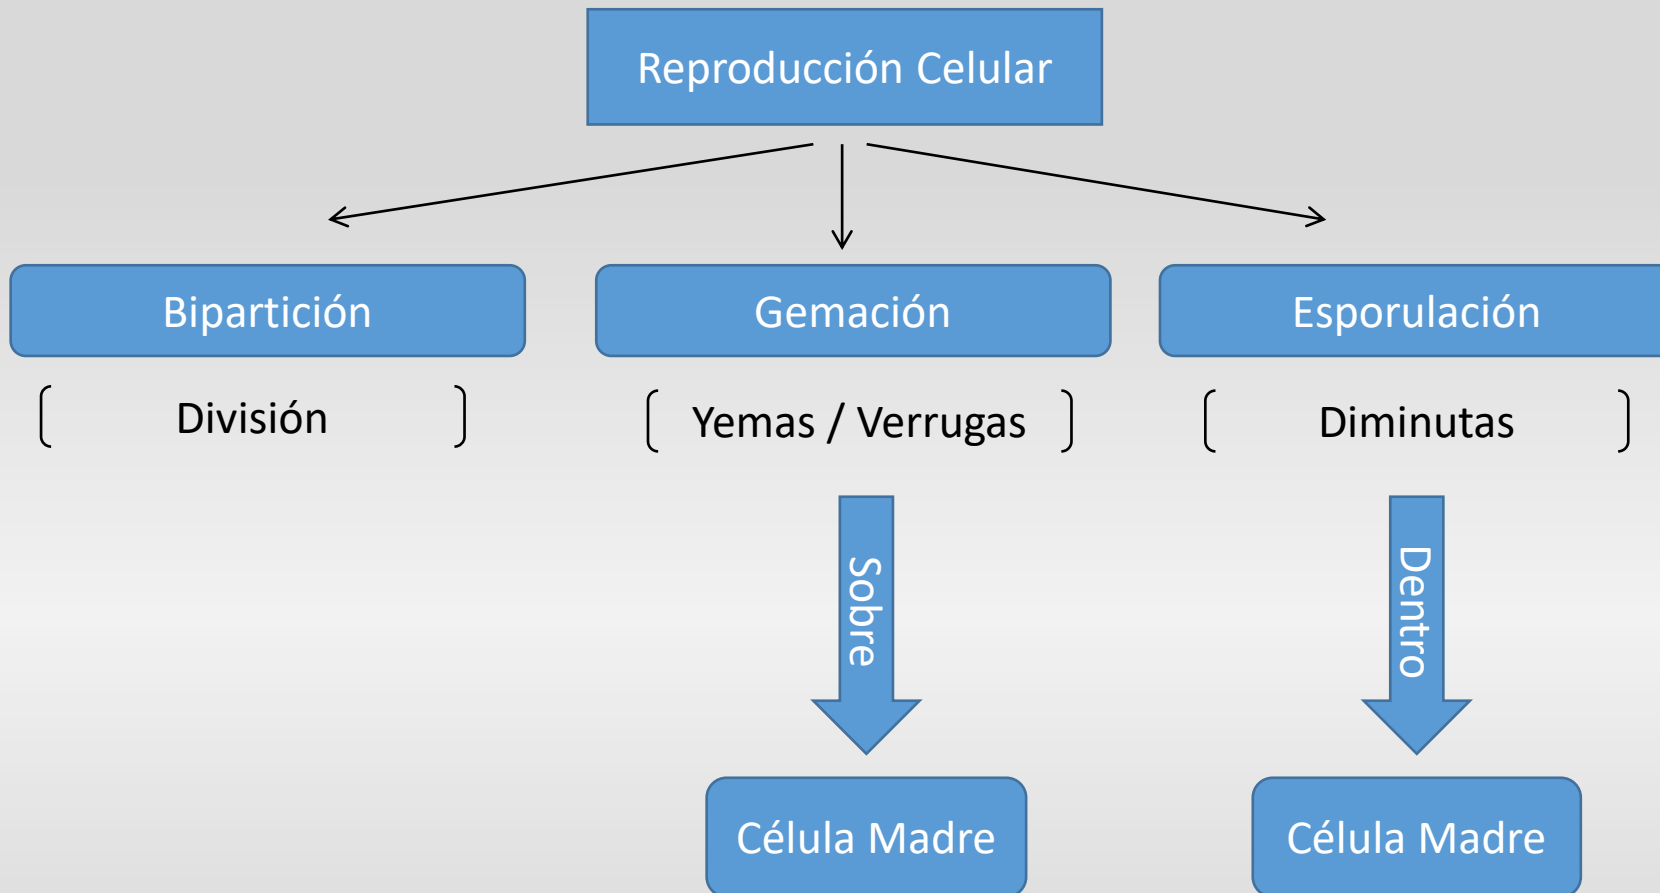 Reproducción Celular
Bipartición
Gemación
Esporulación
División
Yemas / Verrugas
Diminutas
Sobre
Dentro
Célula Madre
Célula Madre